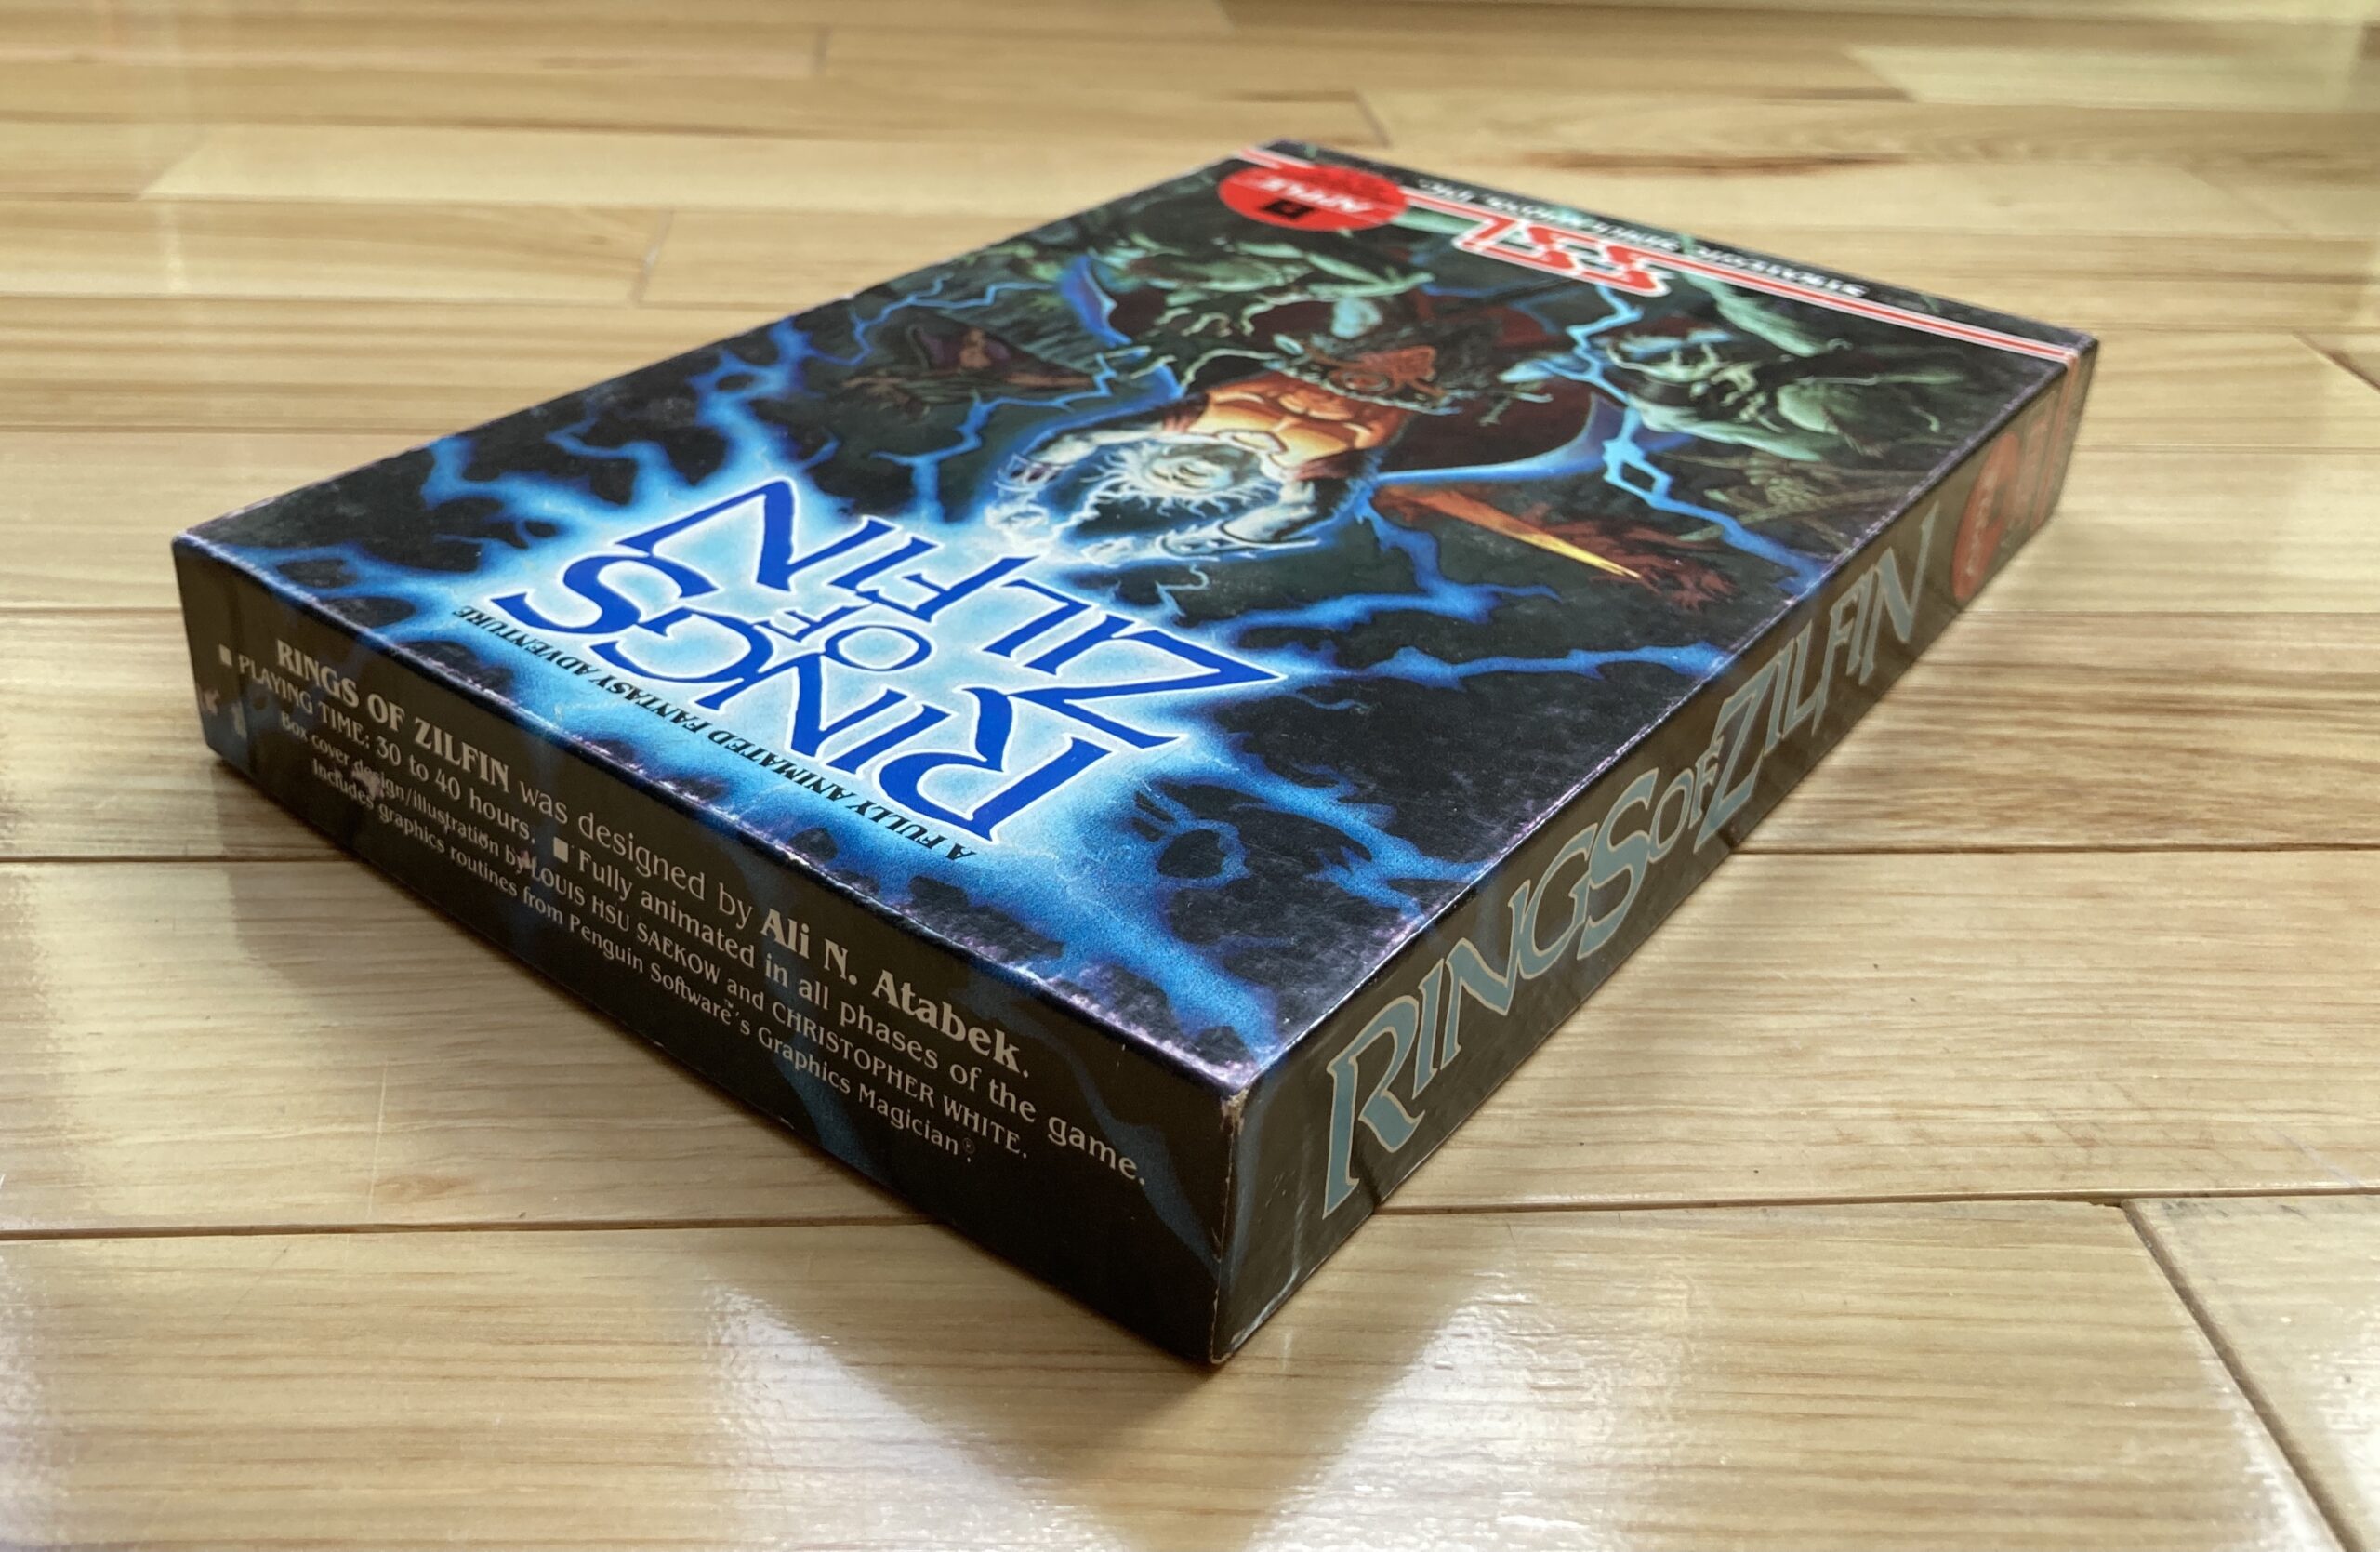 STRATEGIC SIMULATIONS, INC.
SSI
APPLE
A FULLY ANIMATED FANTASY ADVENTURE
RINGS
OF
ZILFIN
RINGS OF ZILFIN was designed by Ali N. Atabek.
■ PLAYING TIME: 30 to 40 hours. ■ Fully animated in all phases of the game.
Box cover design/illustration by LOUIS HSU SAEKOW and CHRISTOPHER WHITE.
Includes graphics routines from Penguin Software™'s Graphics Magician®.
RINGS OF ZILFIN